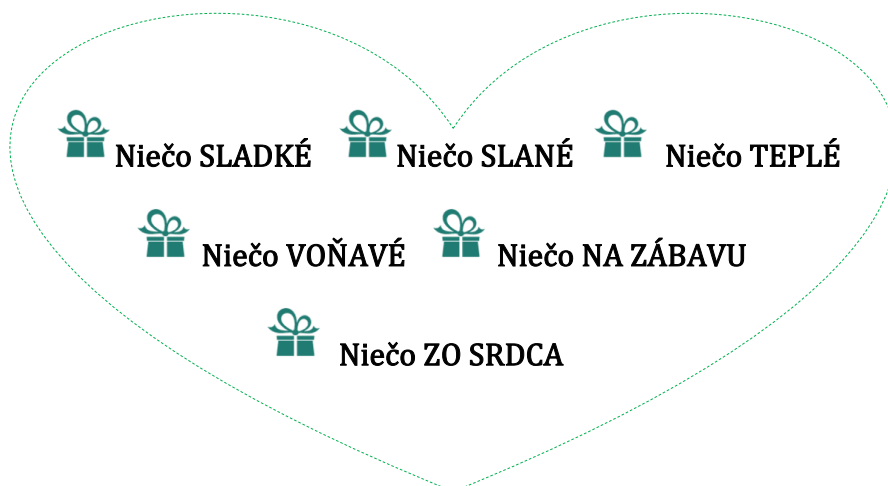 Niečo SLADKÉ Niečo SLANÉ Niečo TEPLÉ
Niečo VOŇAVÉ Niečo NA ZÁBAVU
Niečo ZO SRDCA